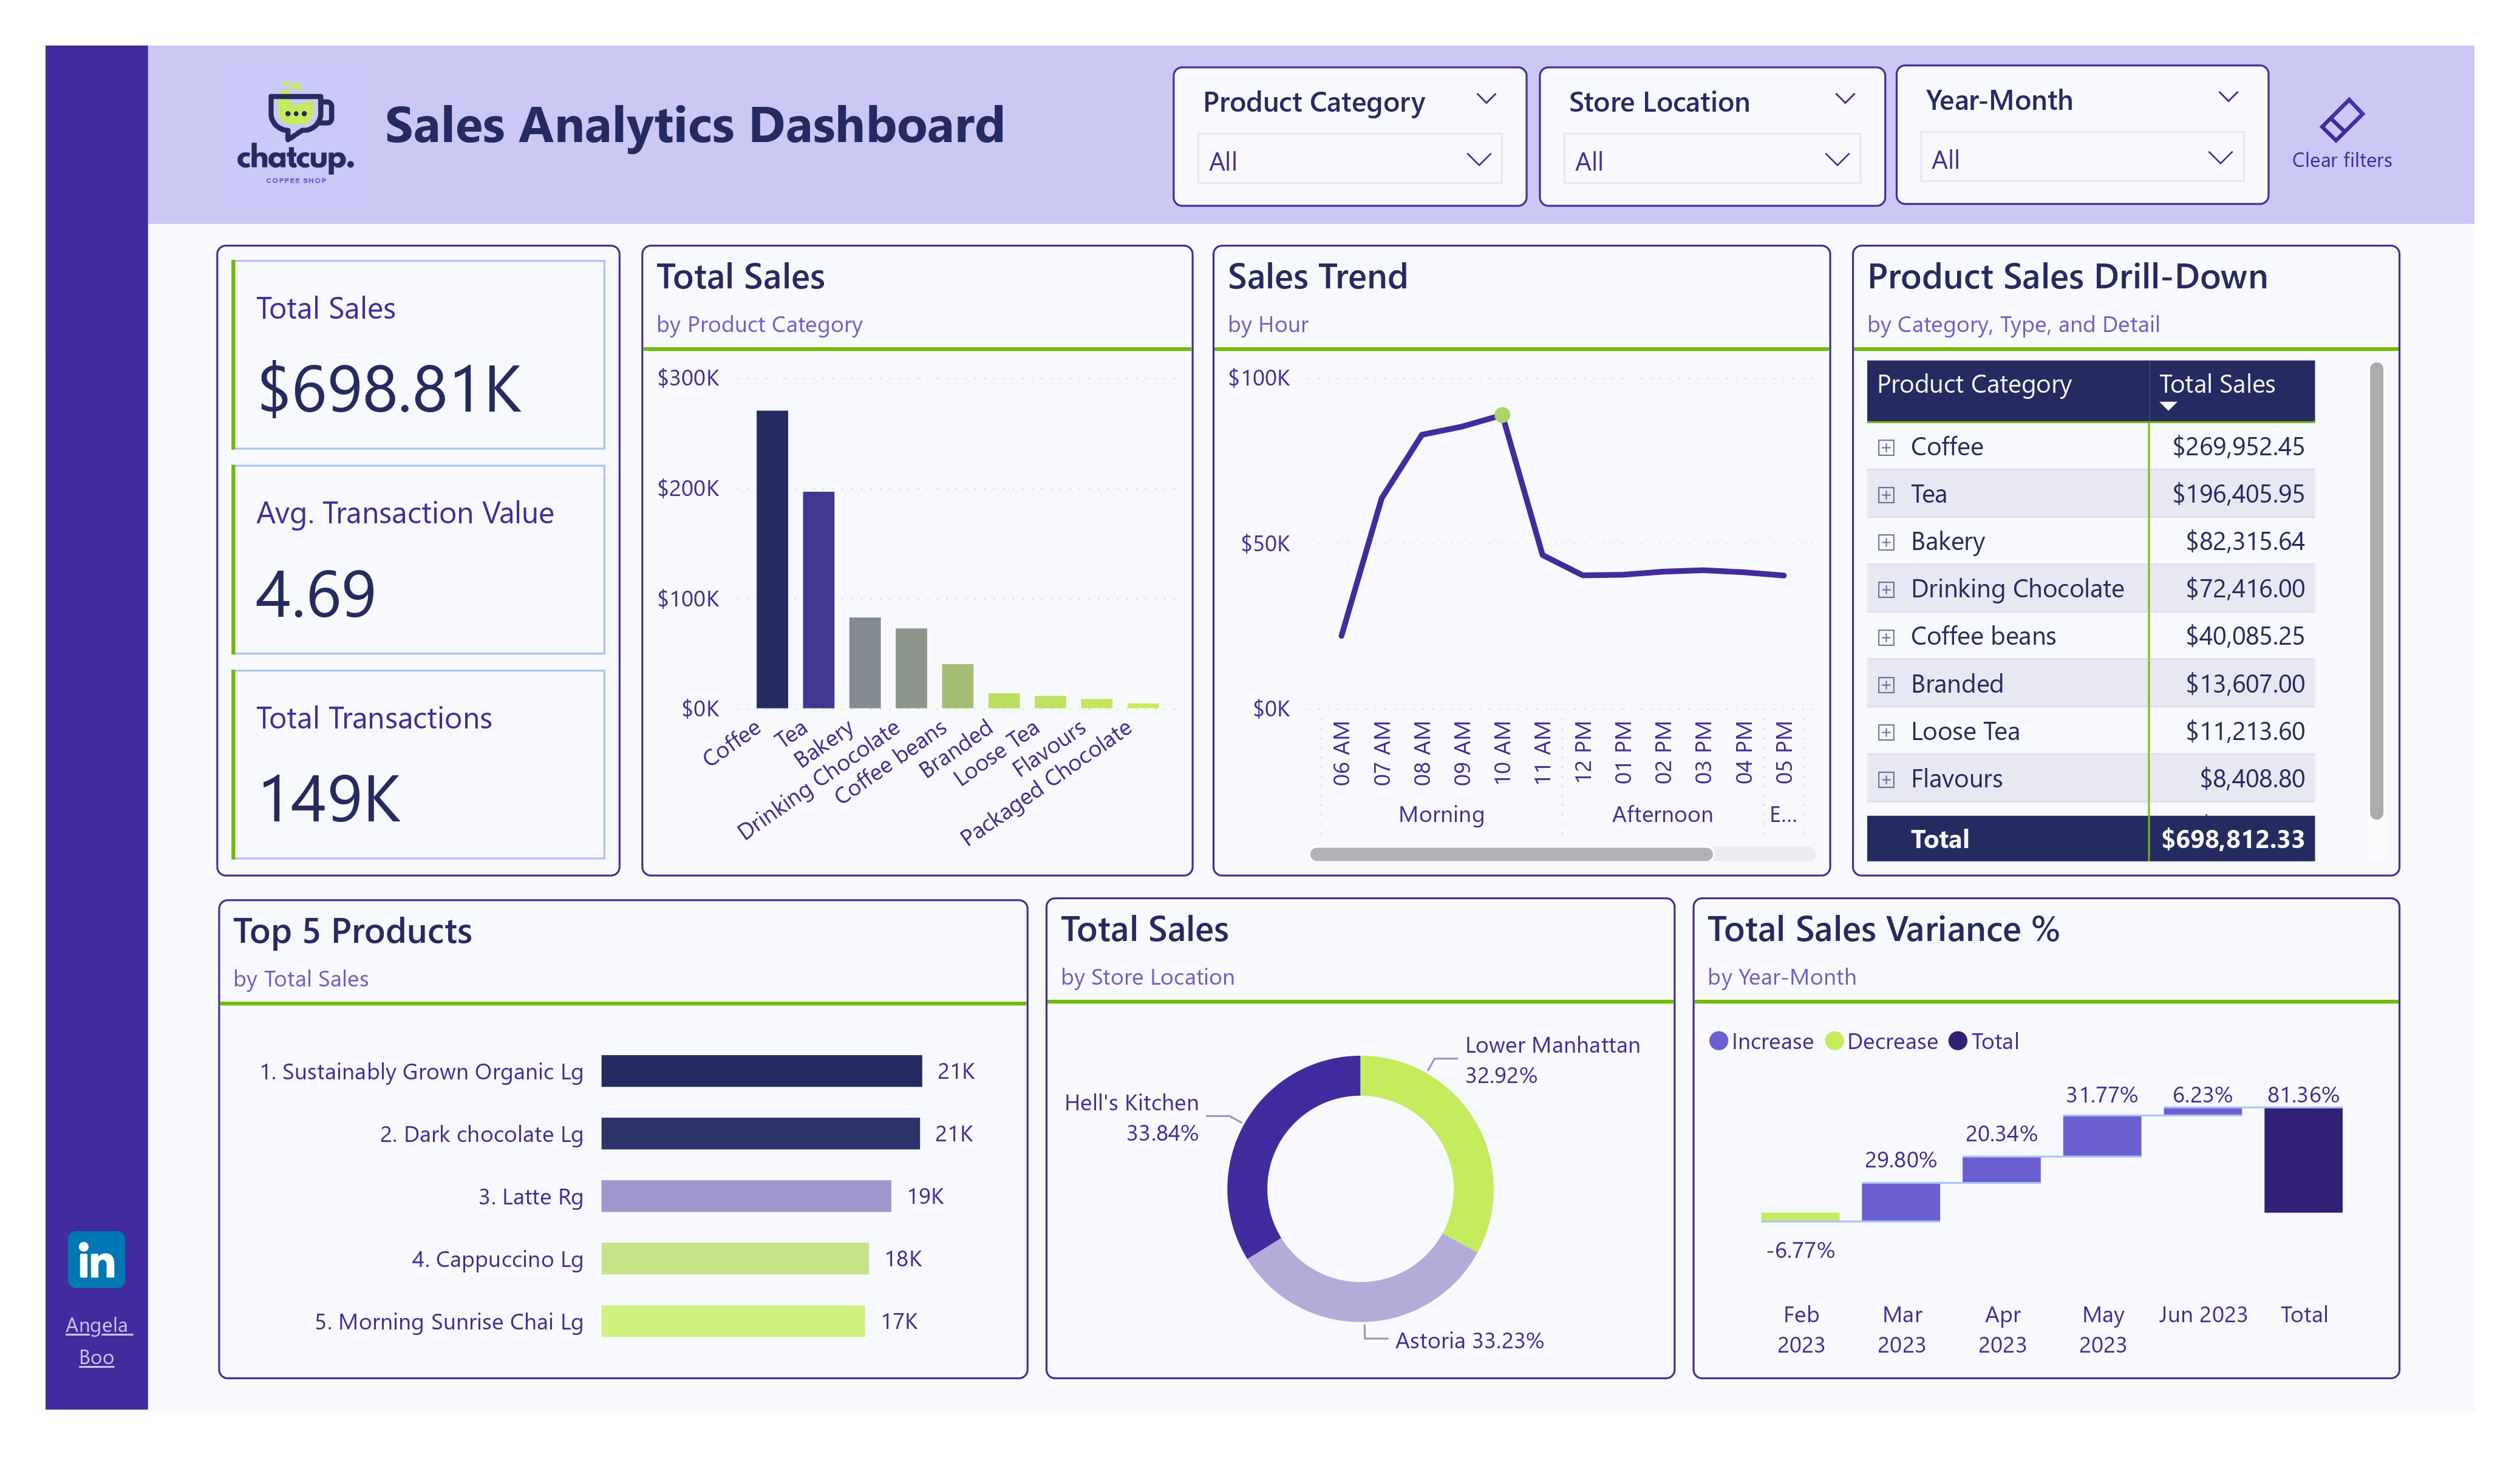 chatcup.
COFFEE SHOP
Sales Analytics Dashboard
Product Category
All
Store Location
All
Year-Month
All
Clear filters
Total Sales
$698.81K
Avg. Transaction Value
4.69
Total Transactions
149K
Total Sales
by Product Category
$300K
$200K
$100K
$0K
Coffee
Tea
Bakery
Drinking Chocolate
Coffee beans
Branded
Loose Tea
Flavours
Packaged Chocolate
Sales Trend
by Hour
$100K
$50K
$0K
06 AM
07 AM
08 AM
09 AM
10 AM
11 AM
12 PM
01 PM
02 PM
03 PM
04 PM
05 PM
Morning
Afternoon
E...
Product Sales Drill-Down
by Category, Type, and Detail
Product Category Total Sales
Coffee $269,952.45
Tea $196,405.95
Bakery $82,315.64
Drinking Chocolate $72,416.00
Coffee beans $40,085.25
Branded $13,607.00
Loose Tea $11,213.60
Flavours $8,408.80
Total $698,812.33
Top 5 Products
by Total Sales
1. Sustainably Grown Organic Lg 21K
2. Dark chocolate Lg 21K
3. Latte Rg 19K
4. Cappuccino Lg 18K
5. Morning Sunrise Chai Lg 17K
Total Sales
by Store Location
Lower Manhattan
32.92%
Hell's Kitchen
33.84%
Astoria 33.23%
Total Sales Variance %
by Year-Month
Increase Decrease Total
-6.77%
29.80%
20.34%
31.77%
6.23%
81.36%
Feb
2023
Mar
2023
Apr
2023
May
2023
Jun 2023
Total
in
Angela
Boo